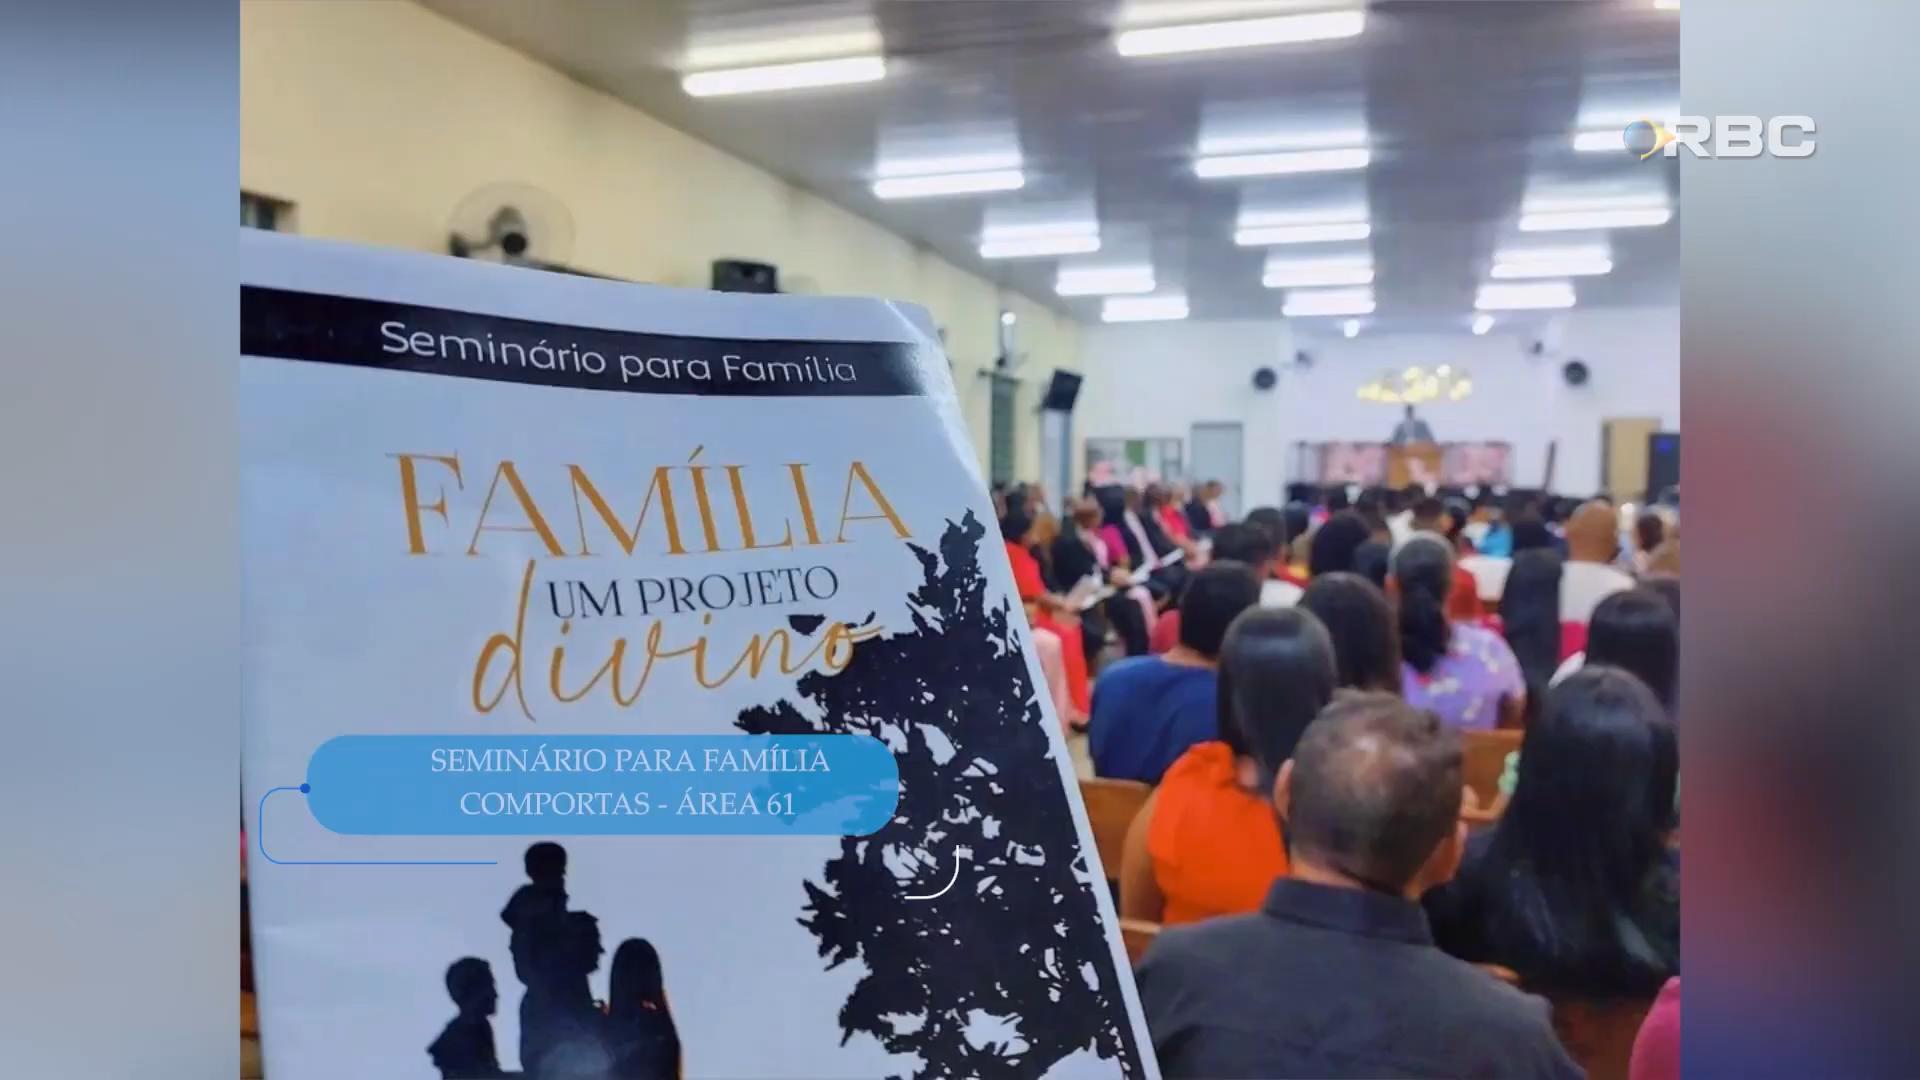 RBC
Seminário para Família
FAMÍLIA
UM PROJETO
divino
SEMINÁRIO PARA FAMÍLIA
COMPORTAS - ÁREA 61